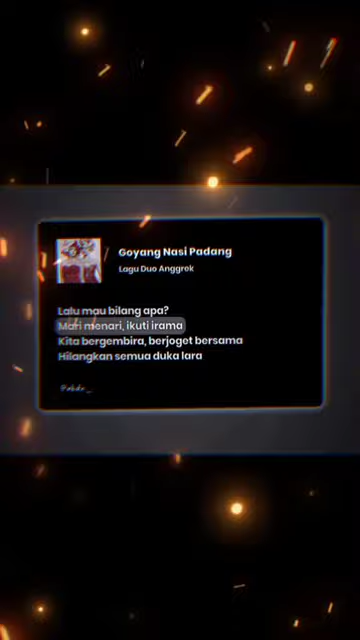 Goyang Nasi Padang
Lagu Duo Anggrek
Lalu mau bilang apa?
Mari menari, ikuti irama
Kita bergembira, berjoget bersama
Hilangkan semua duka lara